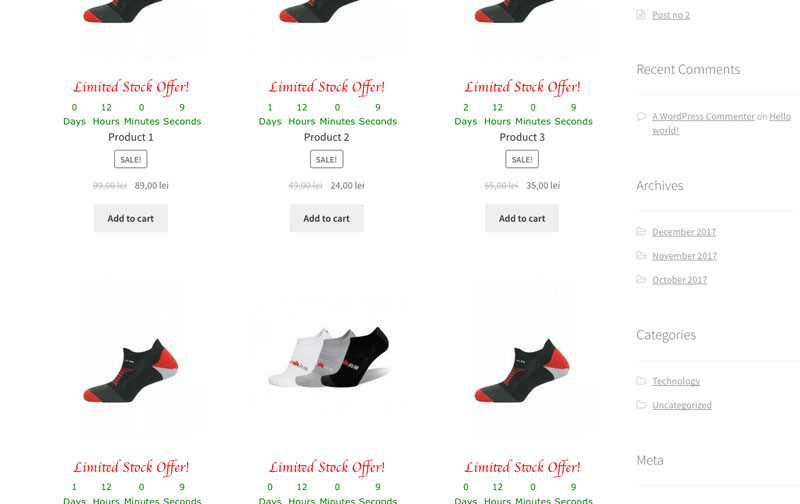 Limited Stock Offer!
0 12 0 9
Days Hours Minutes Seconds
Product 1
SALE!
99,00 lei 89,00 lei
Add to cart
Limited Stock Offer!
1 12 0 9
Days Hours Minutes Seconds
Product 2
SALE!
49,00 lei 24,00 lei
Add to cart
Limited Stock Offer!
2 12 0 9
Days Hours Minutes Seconds
Product 3
SALE!
55,00 lei 35,00 lei
Add to cart
Limited Stock Offer!
1 12 0 9
Days Hours Minutes Seconds
Limited Stock Offer!
0 12 0 9
Days Hours Minutes Seconds
Limited Stock Offer!
0 12 0 9
Days Hours Minutes Seconds
Post no 2
Recent Comments
A WordPress Commenter on Hello
world!
Archives
December 2017
November 2017
October 2017
Categories
Technology
Uncategorized
Meta